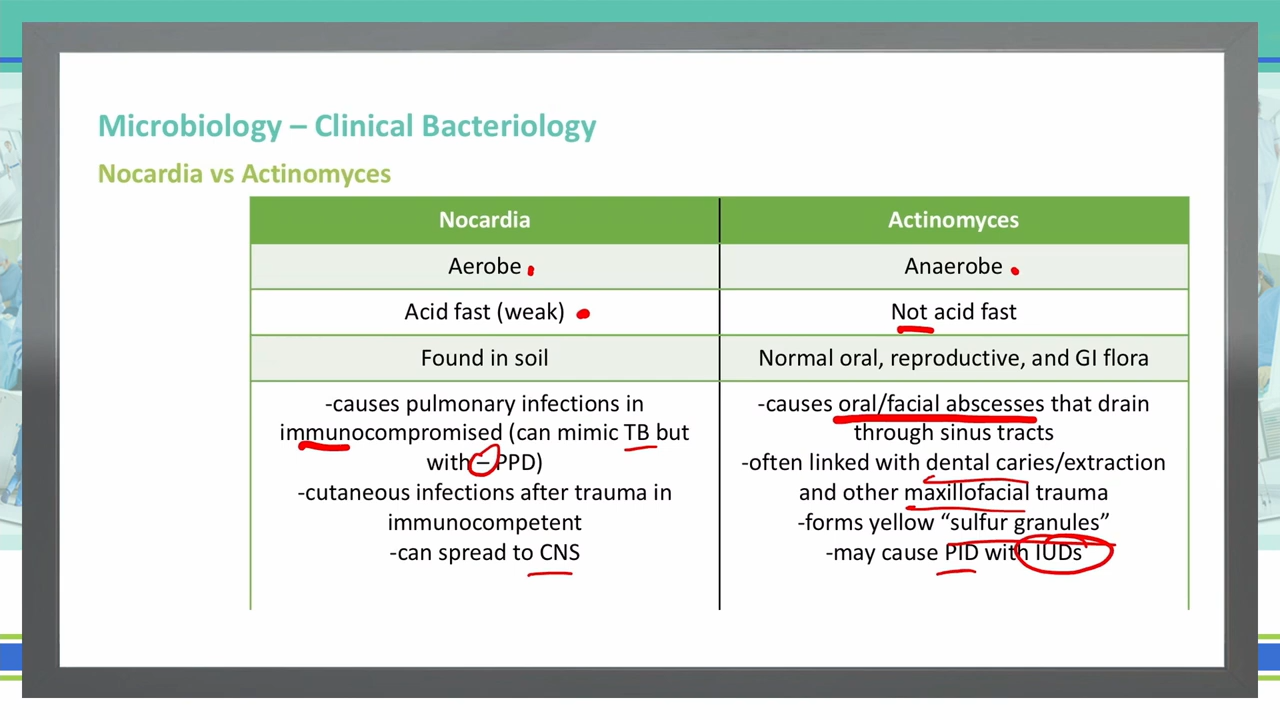 Microbiology – Clinical Bacteriology
Nocardia vs Actinomyces
Nocardia
Actinomyces
Aerobe
Anaerobe
Acid fast (weak)
Not acid fast
Found in soil
Normal oral, reproductive, and GI flora
-causes pulmonary infections in
immunocompromised (can mimic TB but
with – PPD)
-cutaneous infections after trauma in
immunocompetent
-can spread to CNS
-causes oral/facial abscesses that drain
through sinus tracts
-often linked with dental caries/extraction
and other maxillofacial trauma
-forms yellow “sulfur granules”
-may cause PID with IUDs